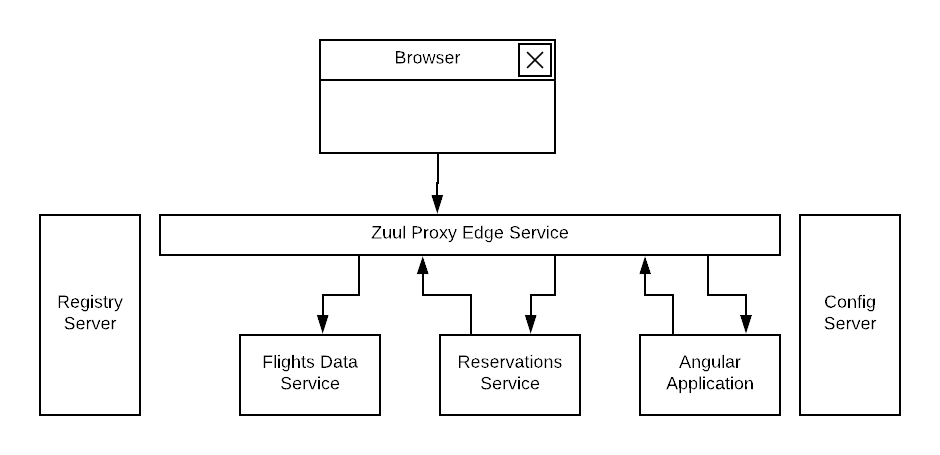 Browser
Zuul Proxy Edge Service
Registry
Server
Config
Server
Flights Data
Service
Reservations
Service
Angular
Application